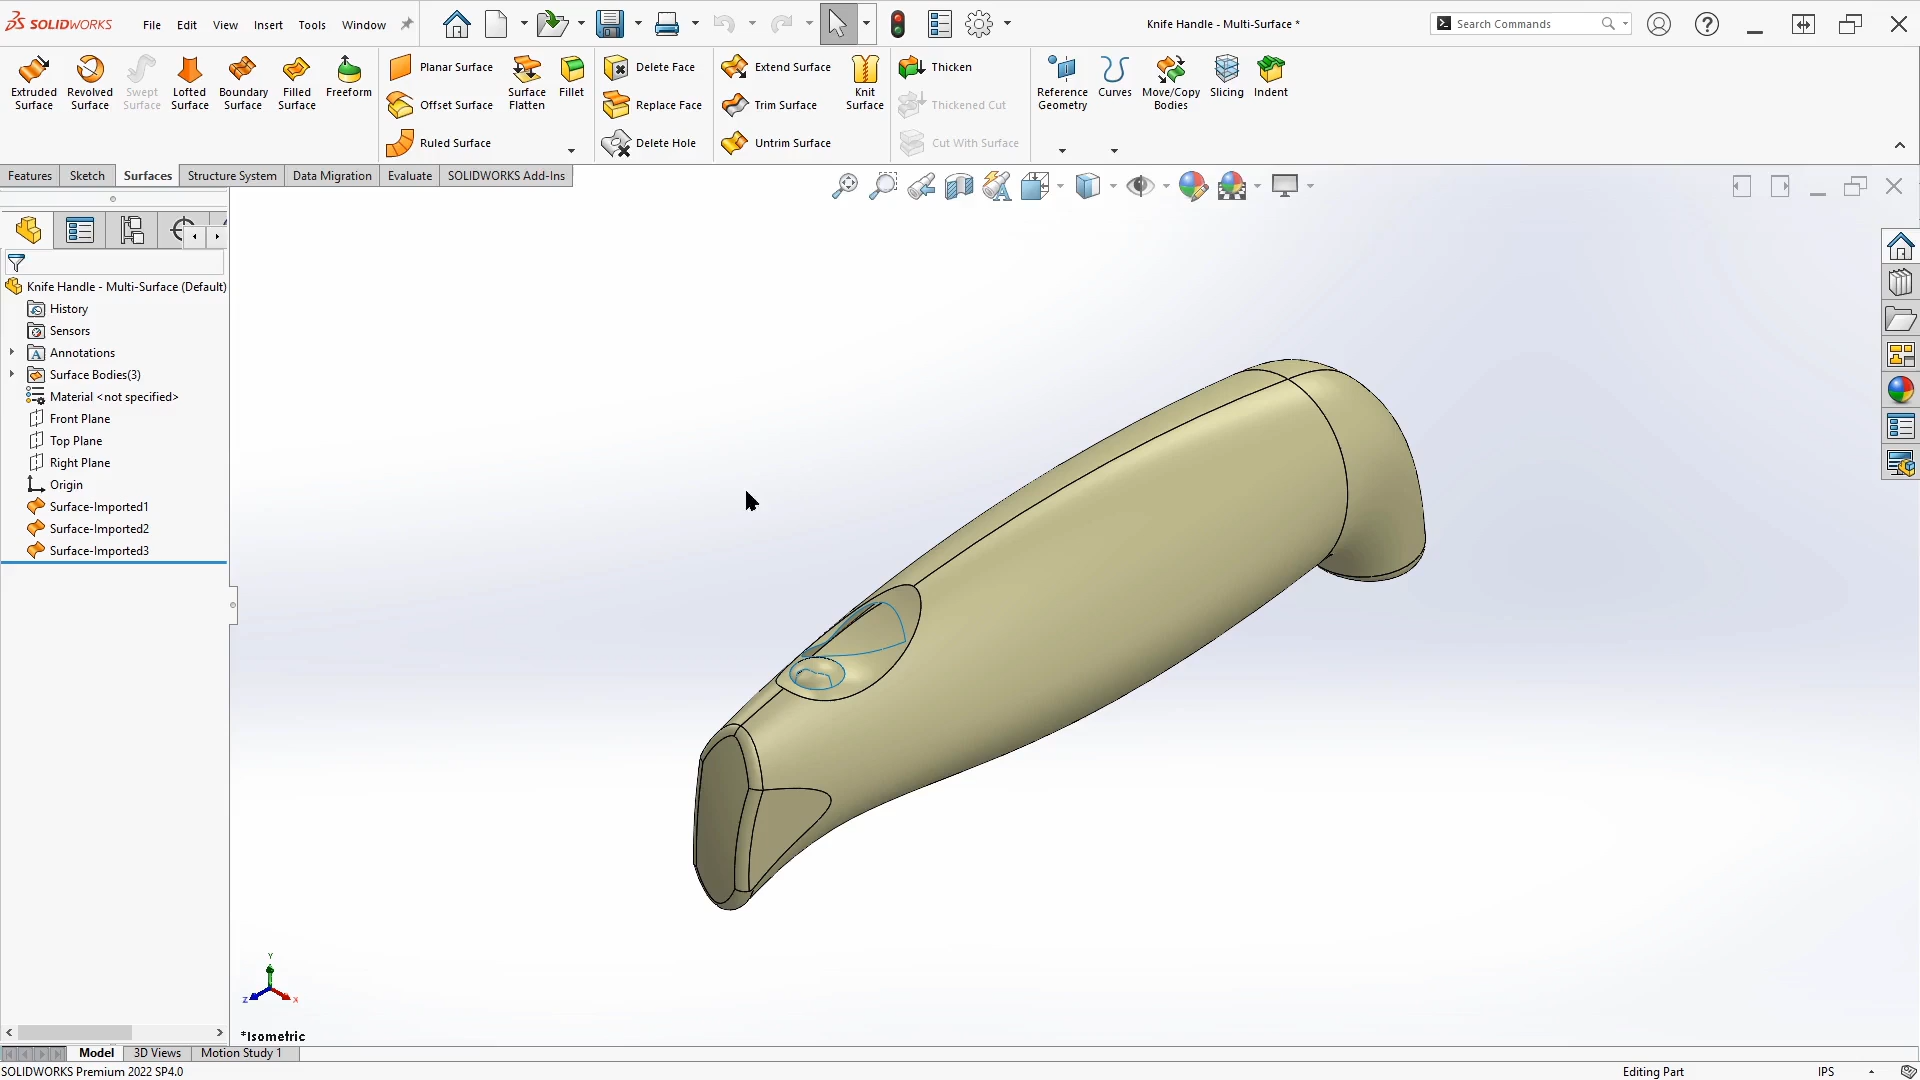 SOLIDWORKS
File Edit View Insert Tools Window
Knife Handle - Multi-Surface *
Search Commands
Extruded Surface
Revolved Surface
Swept Surface
Lofted Surface
Boundary Surface
Filled Surface
Freeform
Planar Surface
Offset Surface
Ruled Surface
Surface Flatten
Fillet
Delete Face
Replace Face
Delete Hole
Extend Surface
Trim Surface
Untrim Surface
Knit Surface
Thicken
Thickened Cut
Cut With Surface
Reference Geometry
Curves
Move/Copy Bodies
Slicing
Indent
Features Sketch Surfaces Structure System Data Migration Evaluate SOLIDWORKS Add-Ins
Knife Handle - Multi-Surface (Default)
History
Sensors
Annotations
Surface Bodies(3)
Material <not specified>
Front Plane
Top Plane
Right Plane
Origin
Surface-Imported1
Surface-Imported2
Surface-Imported3
Y
Z X
*Isometric
Model 3D Views Motion Study 1
SOLIDWORKS Premium 2022 SP4.0
Editing Part
IPS